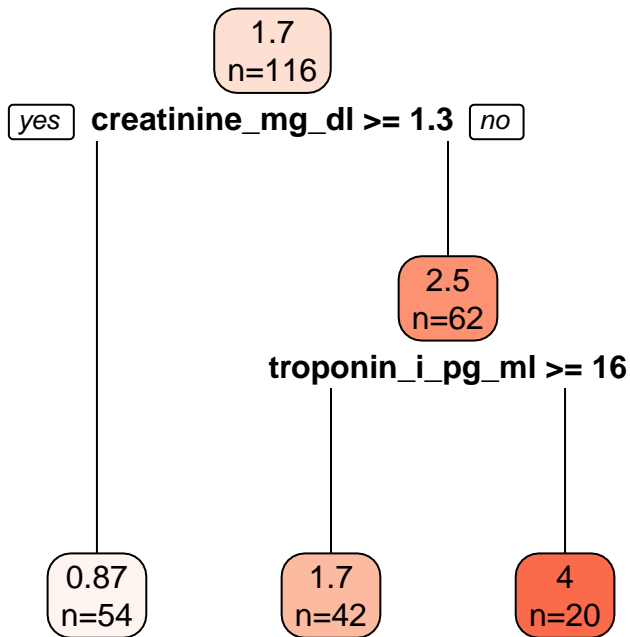 1.7
n=116
yes creatinine_mg_dl >= 1.3 no
2.5
n=62
troponin_i_pg_ml >= 16
0.87
n=54
1.7
n=42
4
n=20